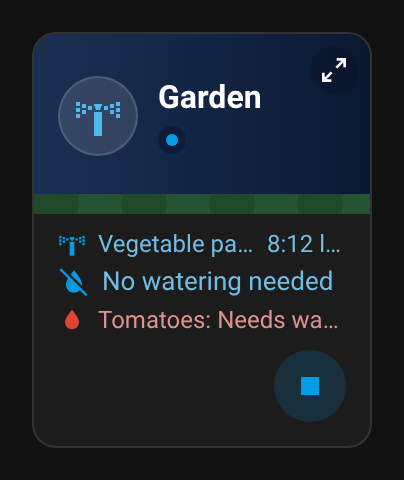 Garden
Vegetable pa... 8:12 l...
No watering needed
Tomatoes: Needs wa...